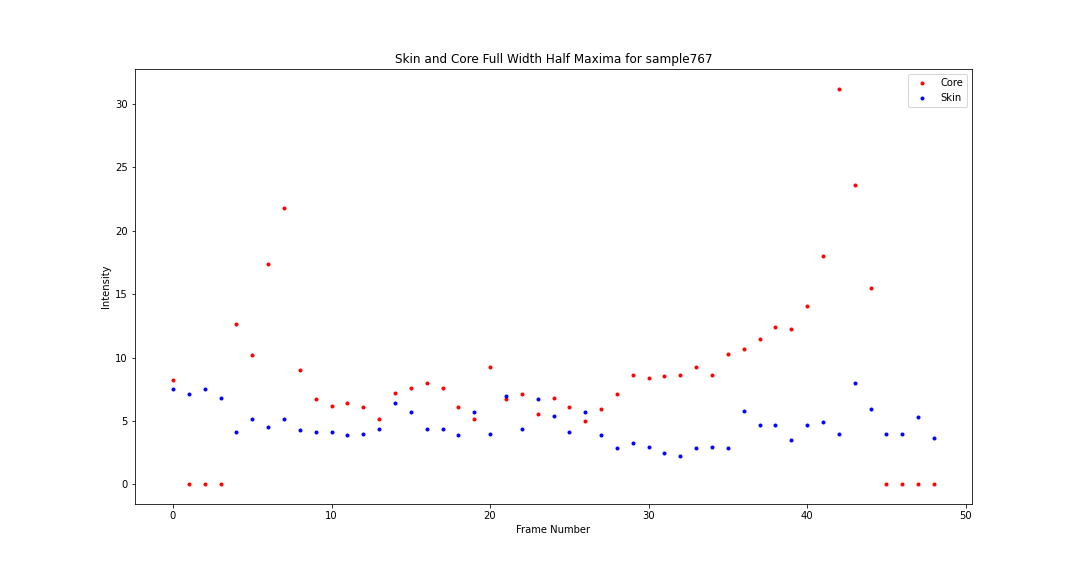 Skin and Core Full Width Half Maxima for sample767
Core
Skin
30
25
20
15
10
5
0
Intensity
0 10 20 30 40 50
Frame Number